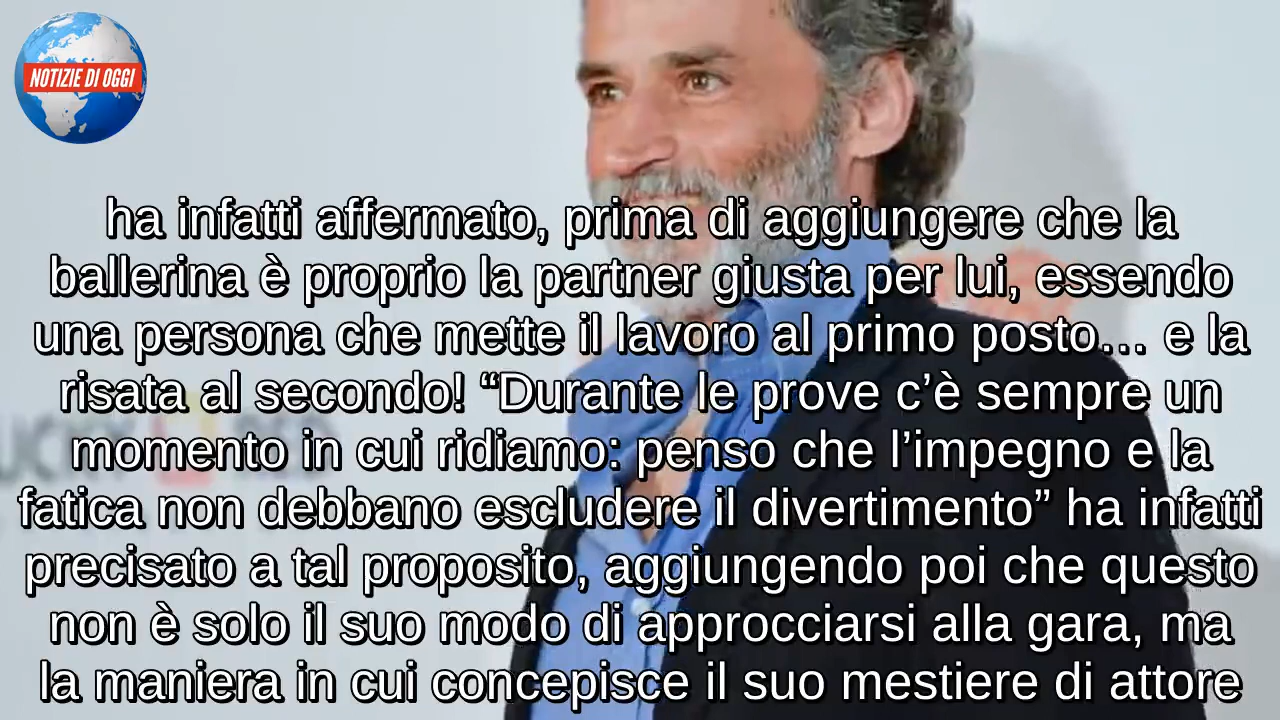 NOTIZIE DI OGGI
ha infatti affermato, prima di aggiungere che la
ballerina è proprio la partner giusta per lui, essendo
una persona che mette il lavoro al primo posto… e la
risata al secondo! “Durante le prove c’è sempre un
momento in cui ridiamo: penso che l’impegno e la
fatica non debbano escludere il divertimento” ha infatti
precisato a tal proposito, aggiungendo poi che questo
non è solo il suo modo di approcciarsi alla gara, ma
la maniera in cui concepisce il suo mestiere di attore